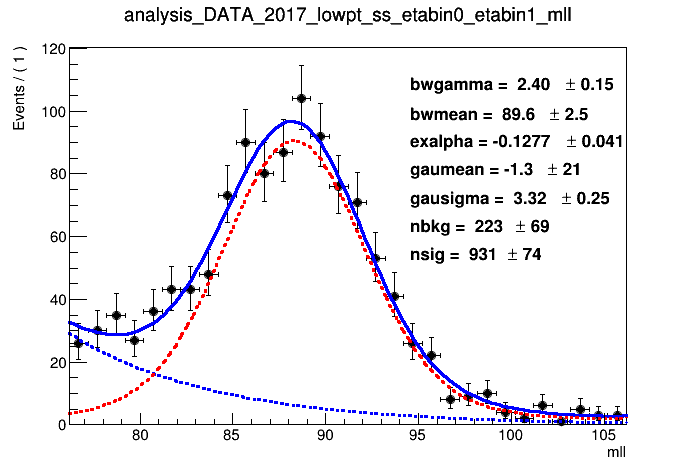 analysis_DATA_2017_lowpt_ss_etabin0_etabin1_mll
Events / ( 1 )
120
100
80
60
40
20
0
bwgamma = 2.40 ± 0.15
bwmean = 89.6 ± 2.5
exalpha = -0.1277 ± 0.041
gaumean = -1.3 ± 21
gausigma = 3.32 ± 0.25
nbkg = 223 ± 69
nsig = 931 ± 74
80 85 90 95 100 105
mll